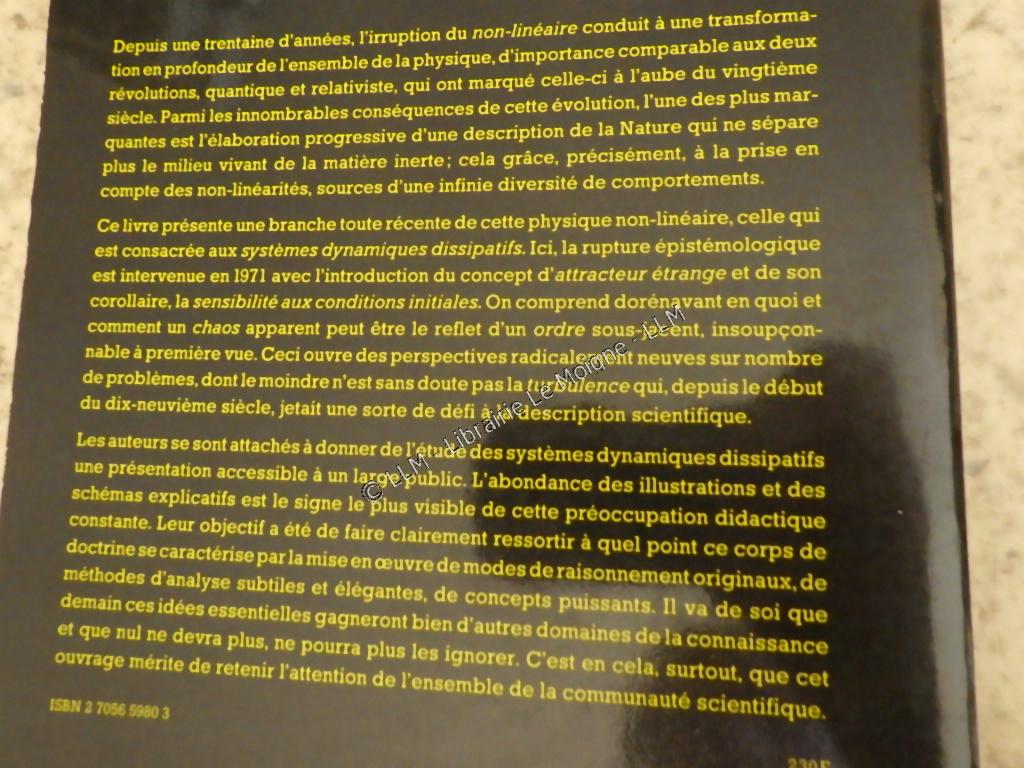 Depuis une trentaine d'années, l'irruption du non-linéaire conduit à une transforma-
tion en profondeur de l'ensemble de la physique, d'importance comparable aux deux
révolutions, quantique et relativiste, qui ont marqué celle-ci à l'aube du vingtième
siècle. Parmi les innombrables conséquences de cette évolution, l'une des plus mar-
quantes est l'élaboration progressive d'une description de la Nature qui ne sépare
plus le milieu vivant de la matière inerte; cela grâce, précisément, à la prise en
compte des non-linéarités, sources d'une infinie diversité de comportements.
Ce livre présente une branche toute récente de cette physique non-linéaire, celle qui
est consacrée aux systèmes dynamiques dissipatifs. Ici, la rupture épistémologique
est intervenue en 1971 avec l'introduction du concept d'attracteur étrange et de son
corollaire, la sensibilité aux conditions initiales. On comprend dorénavant en quoi et
comment un chaos apparent peut être le reflet d'un ordre sous-jacent, insoupçon-
nable à première vue. Ceci ouvre des perspectives radicalement neuves sur nombre
de problèmes, dont le moindre n'est sans doute pas la turbulence qui, depuis le début
du dix-neuvième siècle, jetait une sorte de défi à la description scientifique.
Les auteurs se sont attachés à donner de l'étude des systèmes dynamiques dissipatifs
une présentation accessible à un large public. L'abondance des illustrations et des
schémas explicatifs est le signe le plus visible de cette préoccupation didactique
constante. Leur objectif a été de faire clairement ressortir à quel point ce corps de
doctrine se caractérise par la mise en œuvre de modes de raisonnement originaux, de
méthodes d'analyse subtiles et élégantes, de concepts puissants. Il va de soi que
demain ces idées essentielles gagneront bien d'autres domaines de la connaissance
et que nul ne devra plus, ne pourra plus les ignorer. C'est en cela, surtout, que cet
ouvrage mérite de retenir l'attention de l'ensemble de la communauté scientifique.
ISBN 2 7056 5980 3
230 F
© LLM - Librairie Le Moigne - LLM